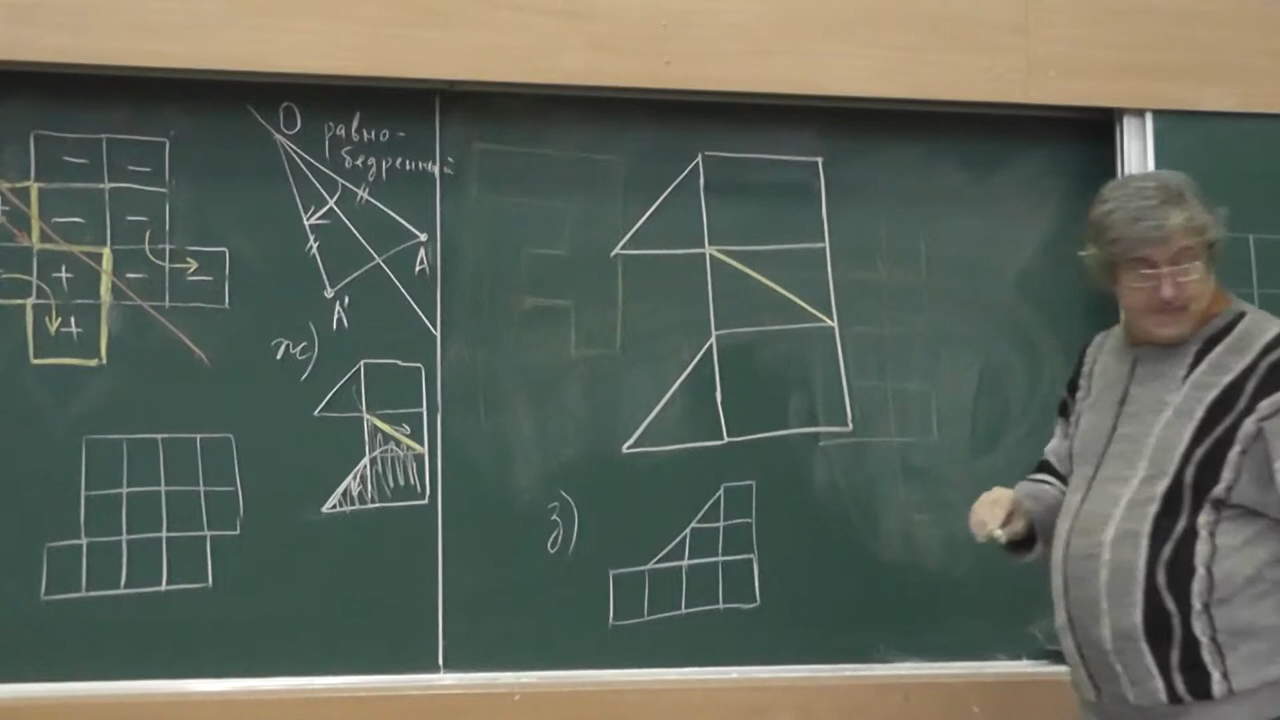 О
равно-
бедренный
А
А'
ж)
з)
− −
+ − −
+ − −
+